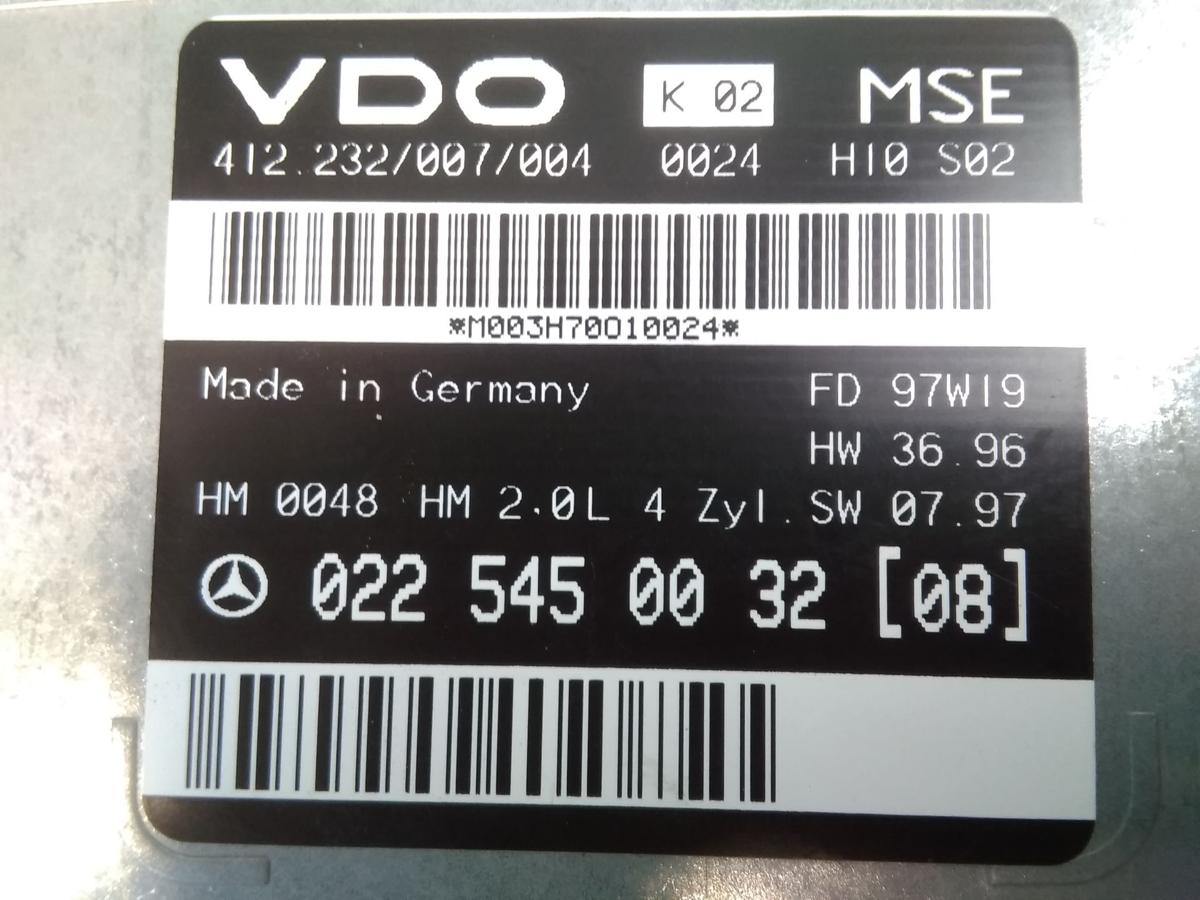 VDO K 02 MSE
412.232/007/004 0024 H10 S02
*M003H70010024*
Made in Germany FD 97W19
HW 36.96
HM 0048 HM 2.0L 4 Zyl. SW 07.97
022 545 00 32 [08]